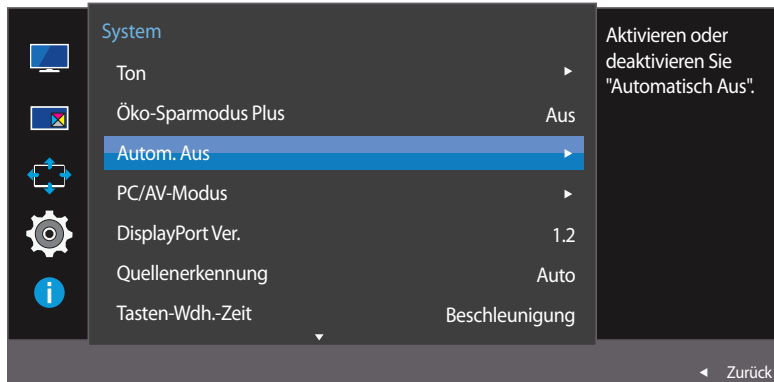 System
Ton
Öko-Sparmodus Plus Aus
Autom. Aus
PC/AV-Modus
DisplayPort Ver. 1.2
Quellenerkennung Auto
Tasten-Wdh.-Zeit Beschleunigung
Aktivieren oder
deaktivieren Sie
"Automatisch Aus".
Zurück